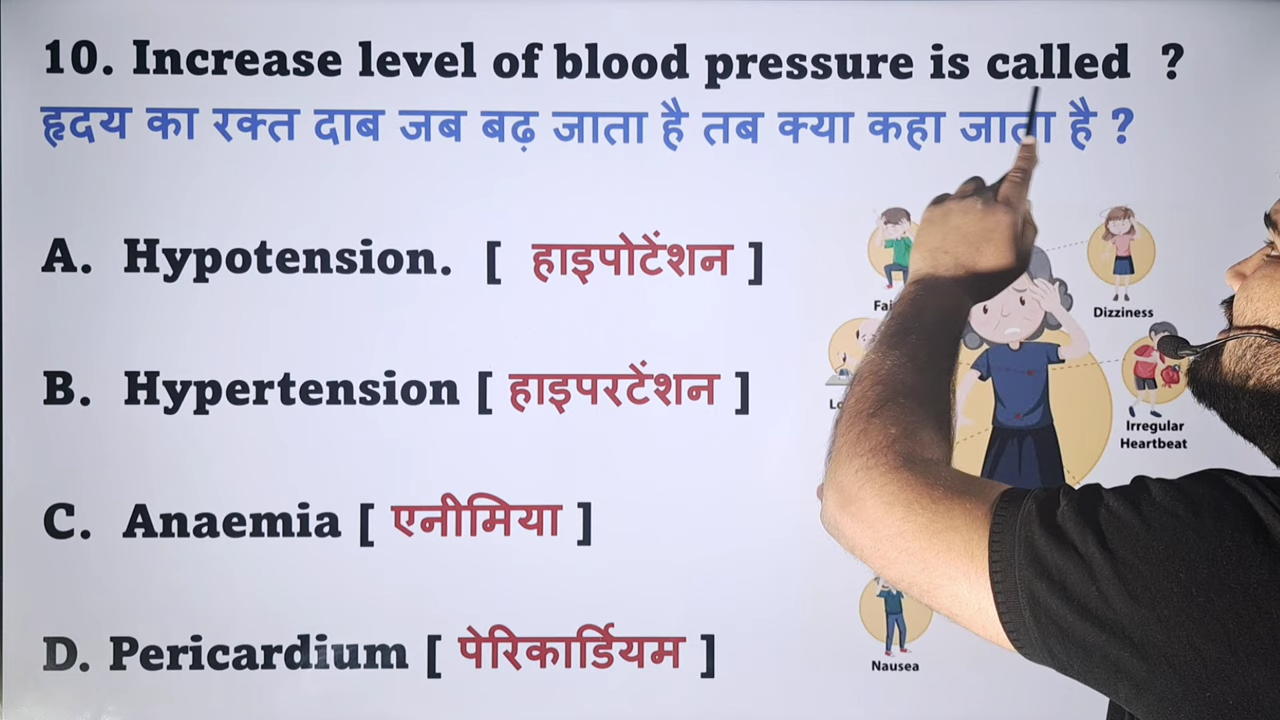 10. Increase level of blood pressure is called ?
हृदय का रक्त दाब जब बढ़ जाता है तब क्या कहा जाता है ?
A. Hypotension. [ हाइपोटेंशन ]
B. Hypertension [ हाइपरटेंशन ]
C. Anaemia [ एनीमिया ]
D. Pericardium [ पेरिकार्डियम ]
Dizziness
Irregular
Heartbeat
Nausea